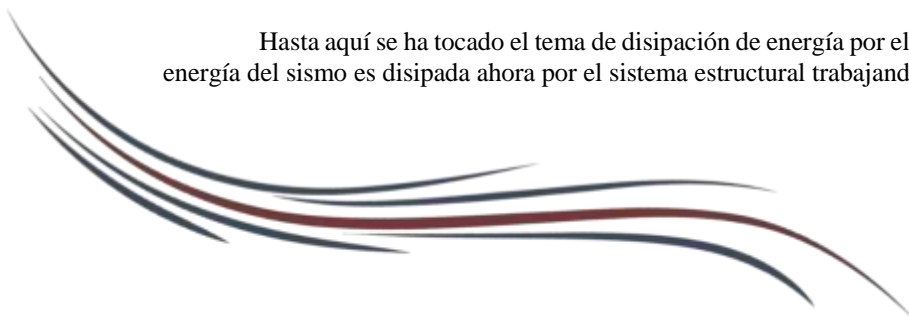 Hasta aquí se ha tocado el tema de disipación de energía por el
energía del sismo es disipada ahora por el sistema estructural trabajand